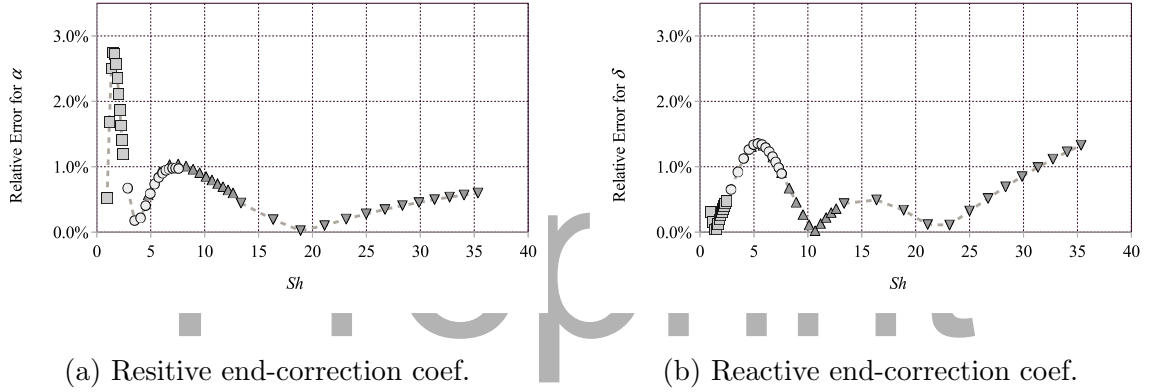 3.0%
2.0%
1.0%
0.0%
Relative Error for α
0 5 10 15 20 25 30 35 40
Sh
(a) Resitive end-correction coef.
3.0%
2.0%
1.0%
0.0%
Relative Error for δ
0 5 10 15 20 25 30 35 40
Sh
(b) Reactive end-correction coef.
Preprint